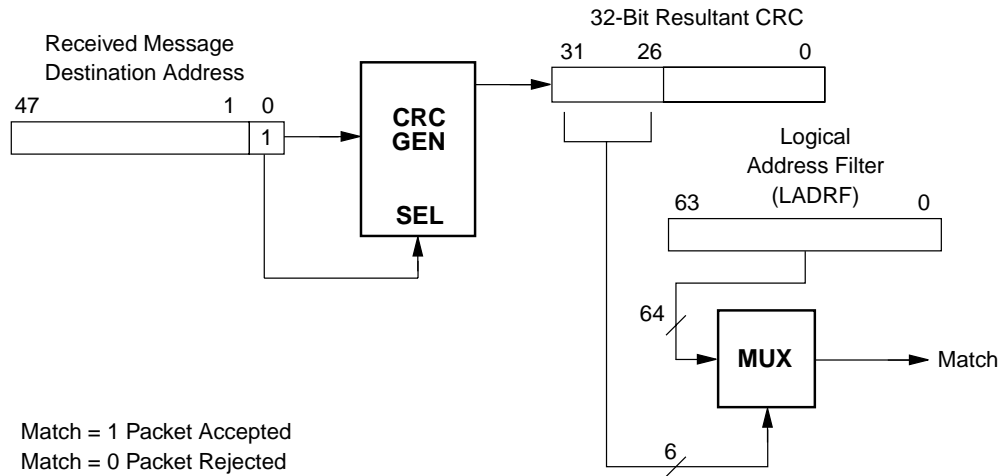 32-Bit Resultant CRC
Received Message
Destination Address
31 26 0
47 1 0
1
CRC
GEN
SEL
Logical
Address Filter
(LADRF)
63 0
64
MUX
Match
6
Match = 1 Packet Accepted
Match = 0 Packet Rejected